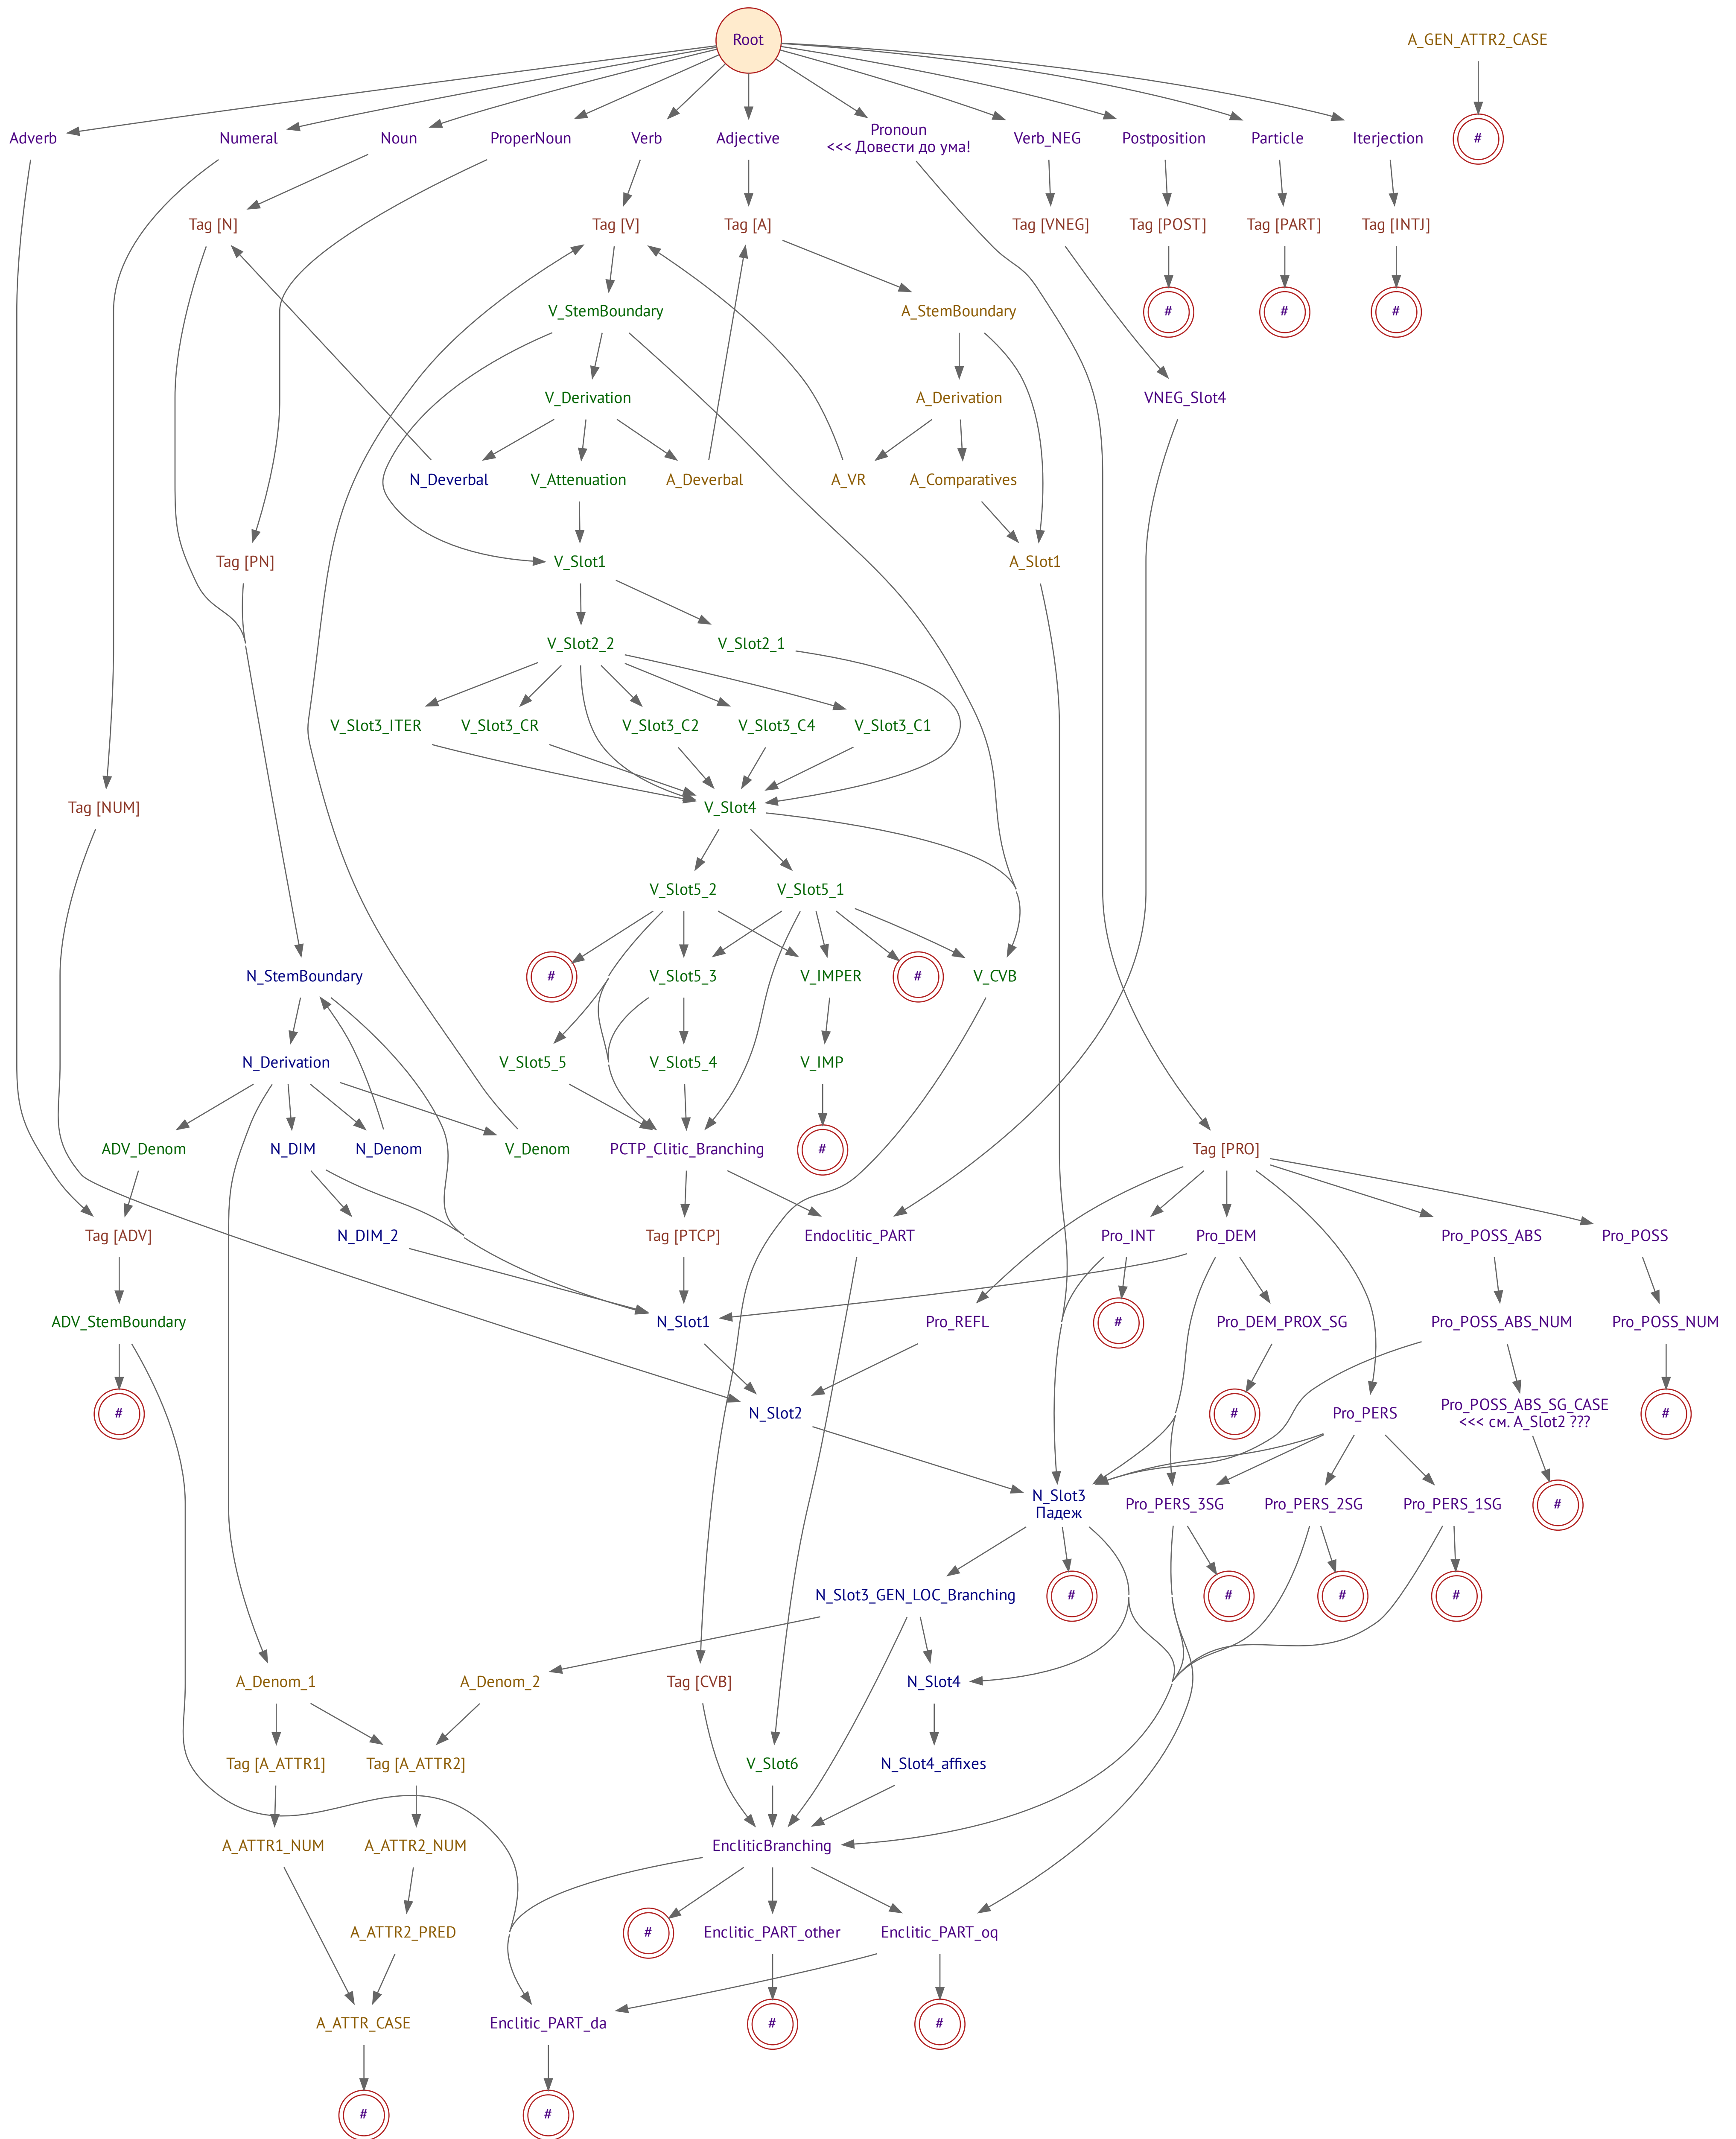 Root
A_GEN_ATTR2_CASE
Adverb
Numeral
Noun
ProperNoun
Verb
Adjective
Pronoun
<<< Довести до ума!
Verb_NEG
Postposition
Particle
Iterjection
#
Tag [N]
Tag [V]
Tag [A]
Tag [VNEG]
Tag [POST]
Tag [PART]
Tag [INTJ]
V_StemBoundary
A_StemBoundary
#
#
#
V_Derivation
A_Derivation
VNEG_Slot4
N_Deverbal
V_Attenuation
A_Deverbal
A_VR
A_Comparatives
Tag [PN]
V_Slot1
A_Slot1
V_Slot2_2
V_Slot2_1
V_Slot3_ITER
V_Slot3_CR
V_Slot3_C2
V_Slot3_C4
V_Slot3_C1
Tag [NUM]
V_Slot4
V_Slot5_2
V_Slot5_1
N_StemBoundary
#
V_Slot5_3
V_IMPER
#
V_CVB
N_Derivation
V_Slot5_5
V_Slot5_4
V_IMP
ADV_Denom
N_DIM
N_Denom
V_Denom
PCTP_Clitic_Branching
#
Tag [PRO]
Tag [ADV]
N_DIM_2
Tag [PTCP]
Endoclitic_PART
Pro_INT
Pro_DEM
Pro_POSS_ABS
Pro_POSS
ADV_StemBoundary
N_Slot1
Pro_REFL
#
Pro_DEM_PROX_SG
Pro_POSS_ABS_NUM
Pro_POSS_NUM
#
N_Slot2
#
Pro_PERS
Pro_POSS_ABS_SG_CASE
<<< см. A_Slot2 ???
#
N_Slot3
Падеж
Pro_PERS_3SG
Pro_PERS_2SG
Pro_PERS_1SG
#
N_Slot3_GEN_LOC_Branching
#
#
#
#
A_Denom_1
A_Denom_2
Tag [CVB]
N_Slot4
Tag [A_ATTR1]
Tag [A_ATTR2]
V_Slot6
N_Slot4_affixes
A_ATTR1_NUM
A_ATTR2_NUM
EncliticBranching
A_ATTR2_PRED
#
Enclitic_PART_other
Enclitic_PART_oq
A_ATTR_CASE
Enclitic_PART_da
#
#
#
#